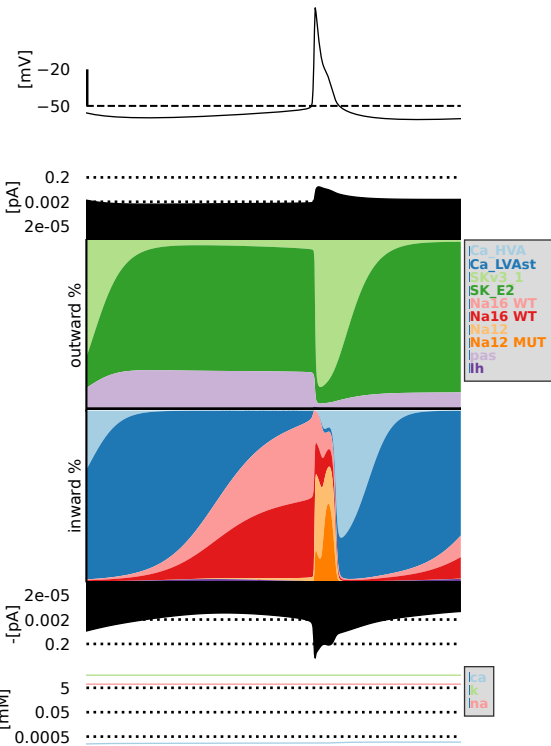 [mV]
−20
−50
[pA]
0.2
0.002
2e-05
outward %
Ca_HVA
Ca_LVAst
SKv3_1
SK_E2
Na16 WT
Na16 WT
Na12
Na12 MUT
pas
Ih
inward %
-[pA]
2e-05
0.002
0.2
ca
k
na
[mM]
5
0.05
0.0005